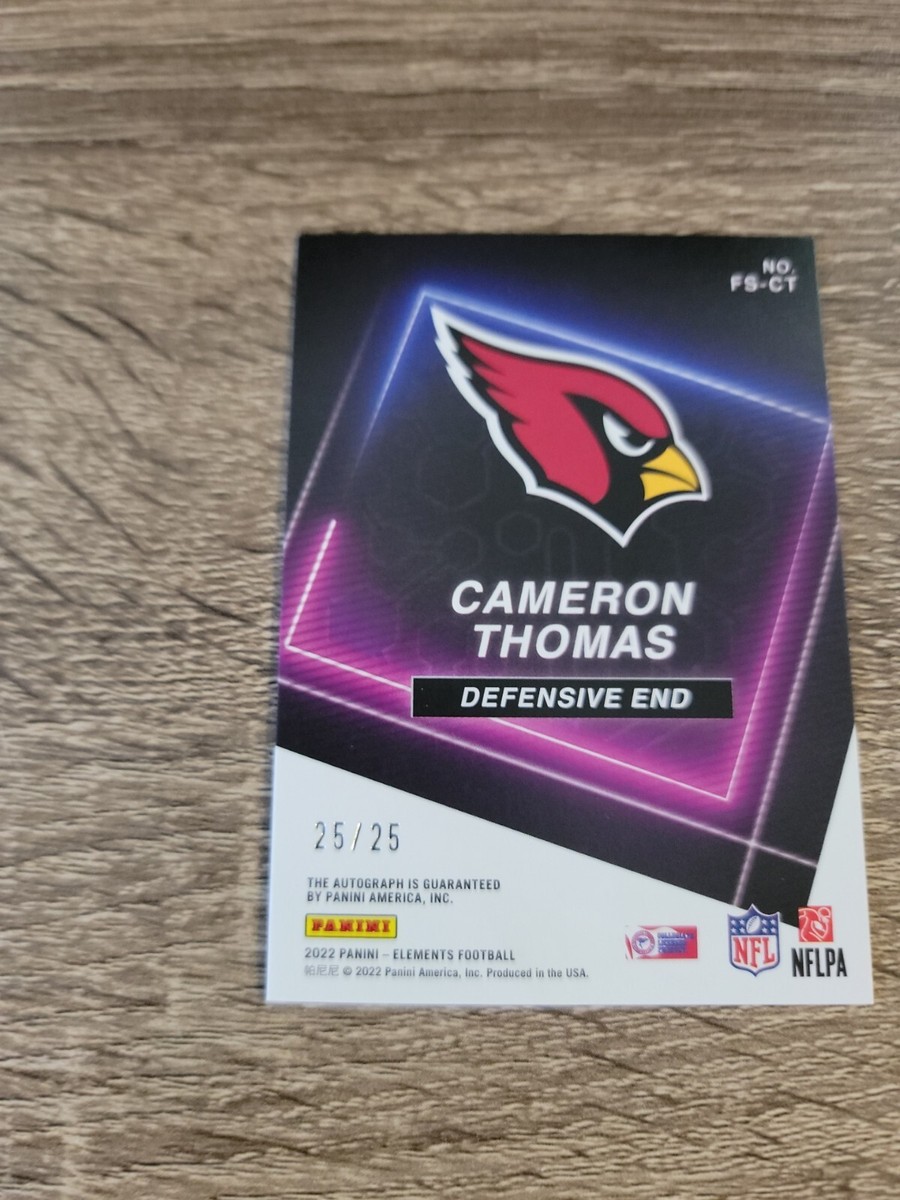 NO.
FS-CT
CAMERON
THOMAS
DEFENSIVE END
25/25
THE AUTOGRAPH IS GUARANTEED
BY PANINI AMERICA, INC.
PANINI
2022 PANINI – ELEMENTS FOOTBALL
帕尼尼 © 2022 Panini America, Inc. Produced in the USA.
NFL
NFLPA